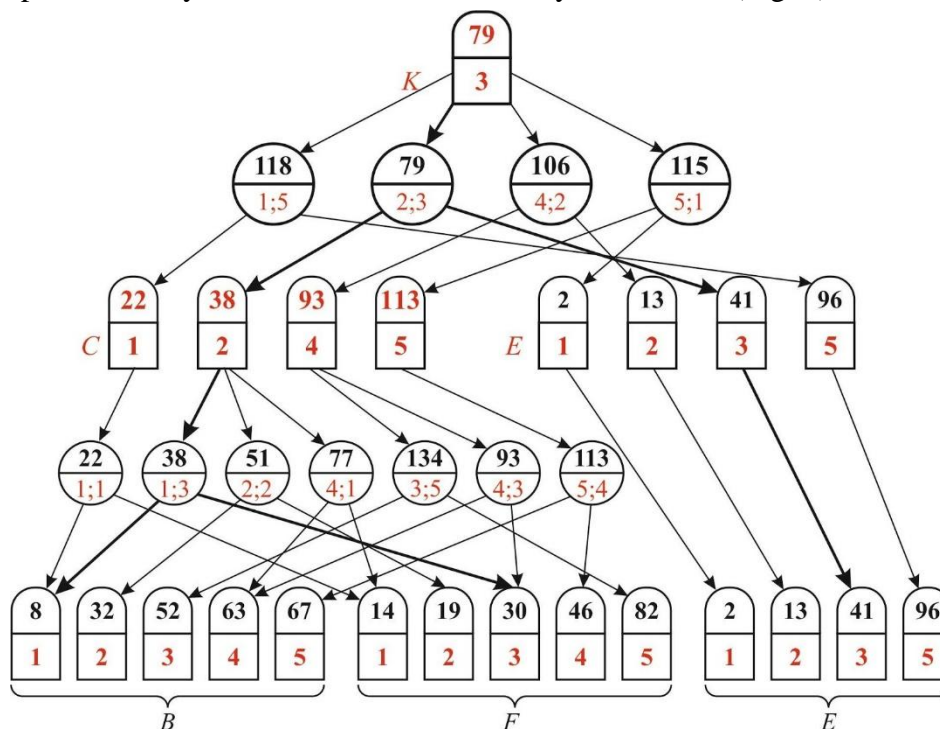 79
K 3
118 79 106 115
1;5 2;3 4;2 5;1
22 38 93 113 2 13 41 96
C 1 2 4 5 E 1 2 3 5
22 38 51 77 134 93 113
1;1 1;3 2;2 4;1 3;5 4;3 5;4
8 32 52 63 67 14 19 30 46 82 2 13 41 96
1 2 3 4 5 1 2 3 4 5 1 2 3 5
B F E